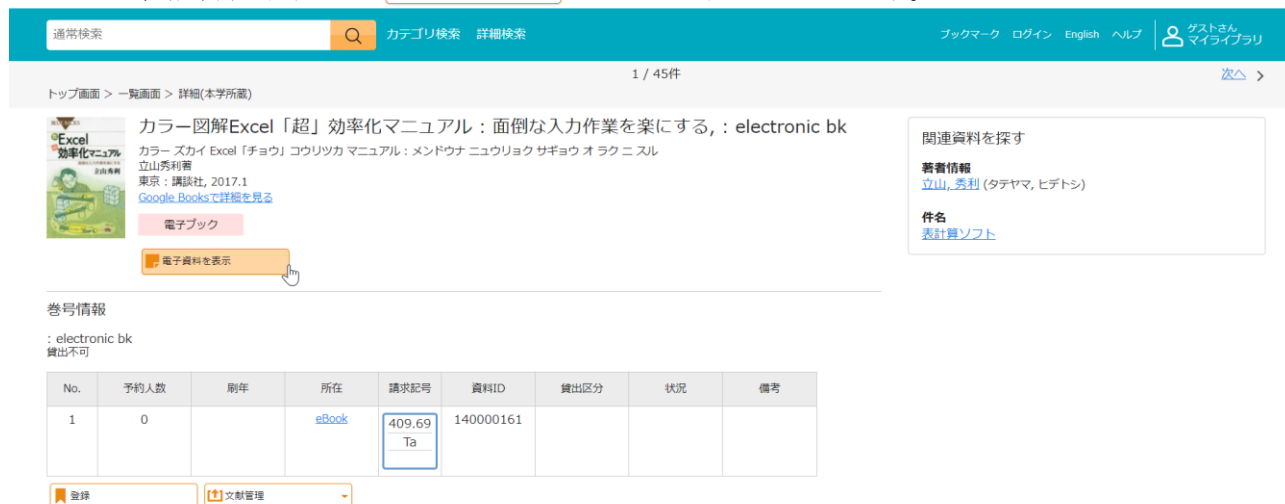 通常検索
カテゴリ検索 詳細検索
ブックマーク ログイン English ヘルプ
ゲストさん
マイライブラリ
1 / 45件
次へ >
トップ画面 > 一覧画面 > 詳細(本学所蔵)
Excel
効率化マニュアル
立山秀利
カラー図解Excel「超」効率化マニュアル : 面倒な入力作業を楽にする, : electronic bk
カラー ズカイ Excel「チョウ」コウリツカ マニュアル : メンドウナ ニュウリョク サギョウ オ ラク ニ スル
立山秀利著
東京 : 講談社, 2017.1
Google Booksで詳細を見る
電子ブック
電子資料を表示
関連資料を探す
著者情報
立山, 秀利 (タテヤマ, ヒデトシ)
件名
表計算ソフト
巻号情報
: electronic bk
貸出不可
No. 予約人数 刷年 所在 請求記号 資料ID 貸出区分 状況 備考
1 0 eBook 409.69 140000161
Ta
登録 文献管理